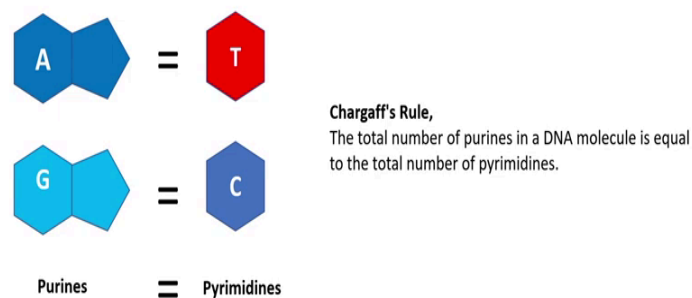 A = T
Chargaff's Rule,
The total number of purines in a DNA molecule is equal
to the total number of pyrimidines.
G = C
Purines = Pyrimidines